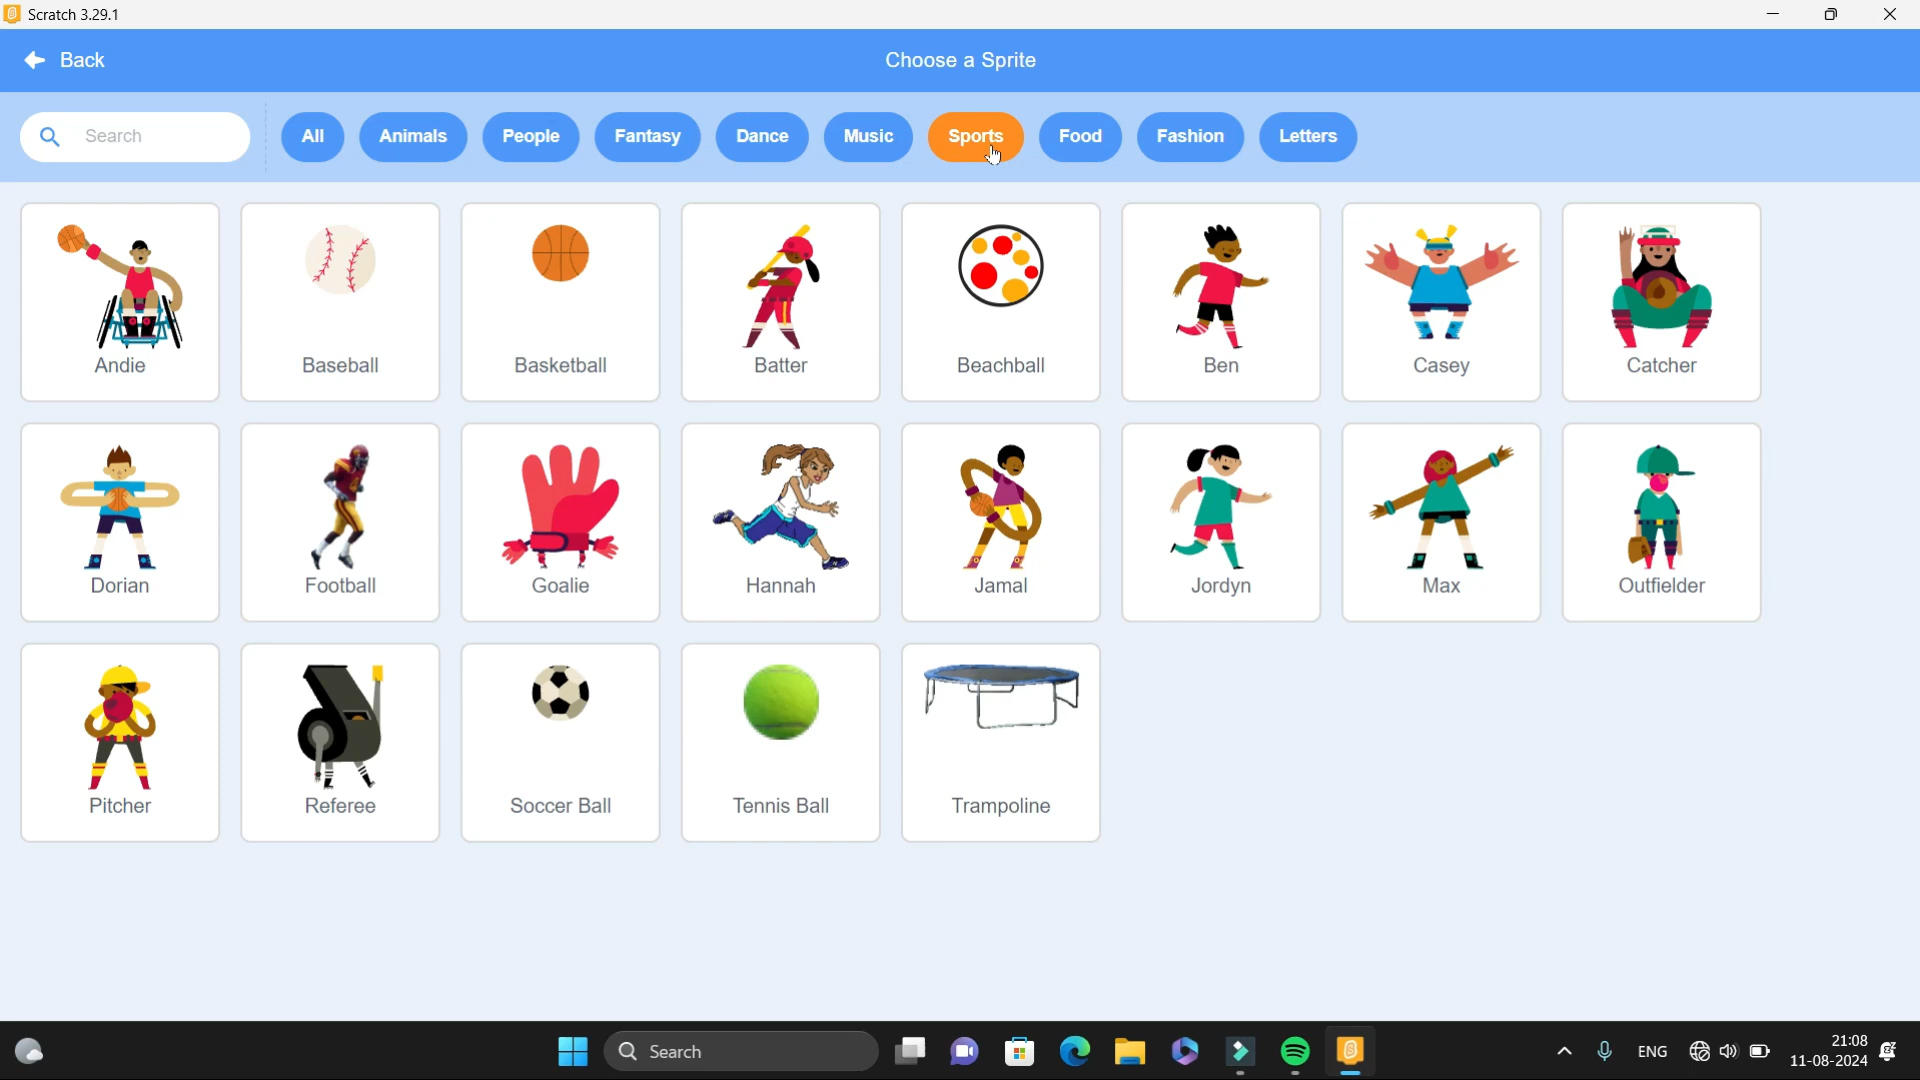 Scratch 3.29.1
Back
Choose a Sprite
Search
All
Animals
People
Fantasy
Dance
Music
Sports
Food
Fashion
Letters
Andie
Baseball
Basketball
Batter
Beachball
Ben
Casey
Catcher
Dorian
Football
Goalie
Hannah
Jamal
Jordyn
Max
Outfielder
Pitcher
Referee
Soccer Ball
Tennis Ball
Trampoline
Search
ENG
21:08
11-08-2024